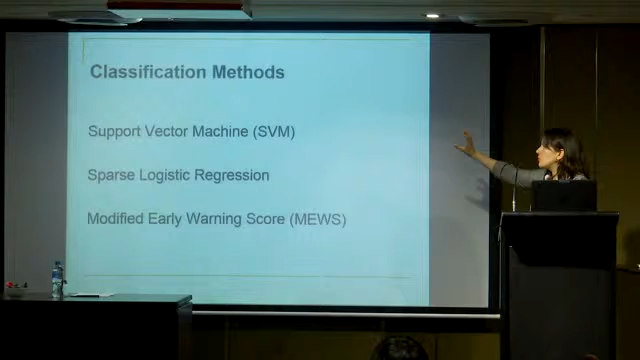 Classification Methods
Support Vector Machine (SVM)
Sparse Logistic Regression
Modified Early Warning Score (MEWS)